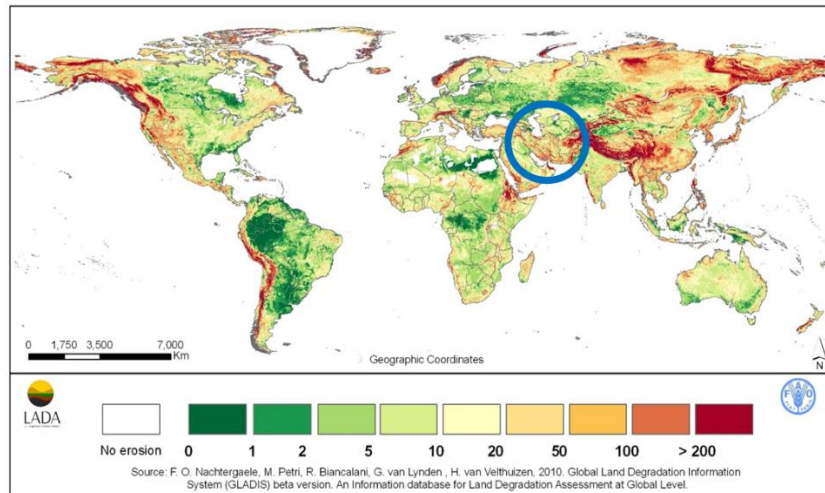 0 1,750 3,500 7,000
Km
Geographic Coordinates
N
LADA
FAO
No erosion 0 1 2 5 10 20 50 100 > 200
Source: F. O. Nachtergaele, M. Petri, R. Biancalani, G. van Lynden , H. van Velthuizen, 2010. Global Land Degradation Information
System (GLADIS) beta version. An Information database for Land Degradation Assessment at Global Level.